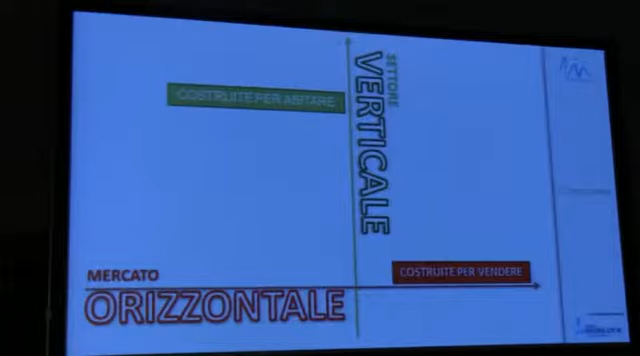 SETTORE
VERTICALE
COSTRUITE PER ABITARE
MERCATO
ORIZZONTALE
COSTRUITE PER VENDERE